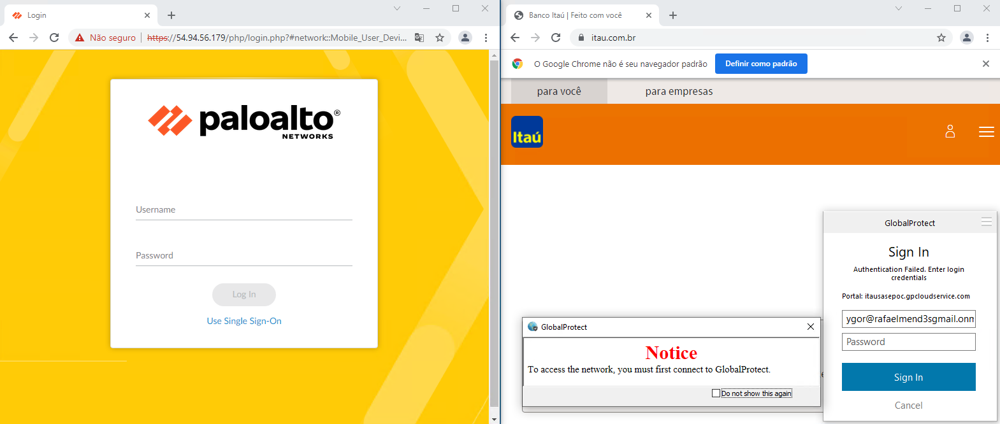 Login
Não seguro
https://54.94.56.179/php/login.php?#network::Mobile_User_Devi...
paloalto®
NETWORKS
Username
Password
Log In
Use Single Sign-On
Banco Itaú | Feito com você
itau.com.br
O Google Chrome não é seu navegador padrão
Definir como padrão
para você
para empresas
Itaú
GlobalProtect
Notice
To access the network, you must first connect to GlobalProtect.
Do not show this again
GlobalProtect
Sign In
Authentication Failed. Enter login
credentials
Portal: itausasepoc.gpcloudservice.com
ygor@rafaelmend3sgmail.onm
Password
Sign In
Cancel